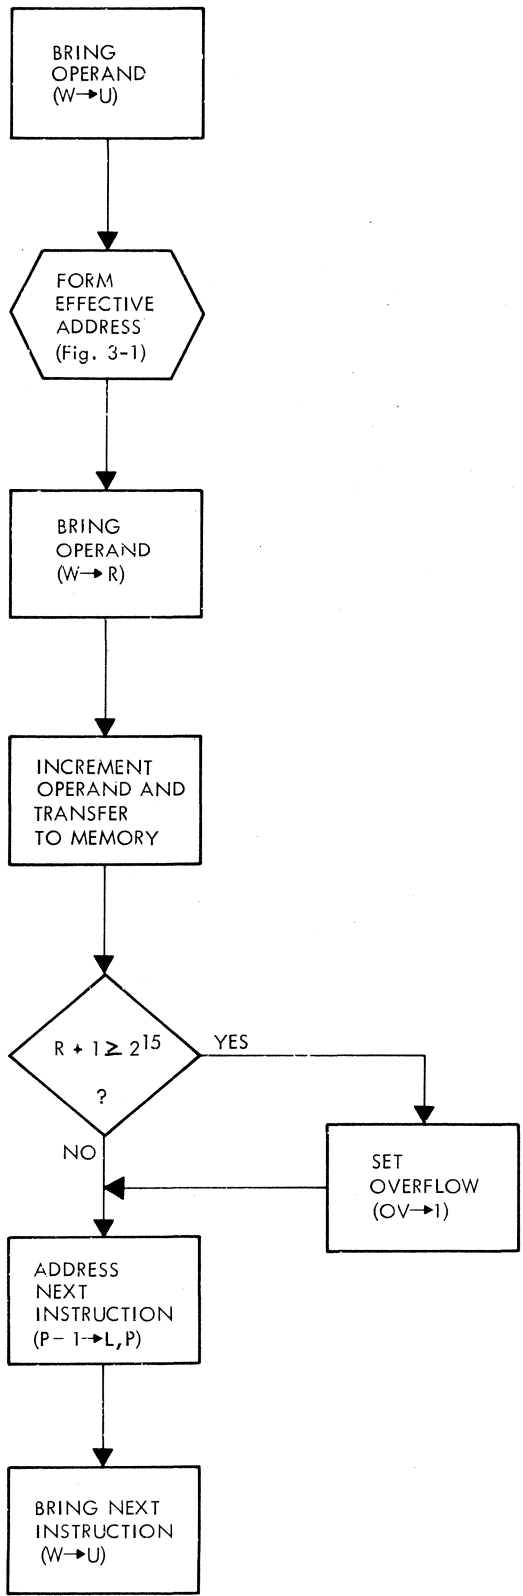 BRING
OPERAND
(W→U)
FORM
EFFECTIVE
ADDRESS
(Fig. 3-1)
BRING
OPERAND
(W→R)
INCREMENT
OPERAND AND
TRANSFER
TO MEMORY
R + 1 ≥ 2^15
?
YES
NO
SET
OVERFLOW
(OV→1)
ADDRESS
NEXT
INSTRUCTION
(P- 1→L,P)
BRING NEXT
INSTRUCTION
(W→U)